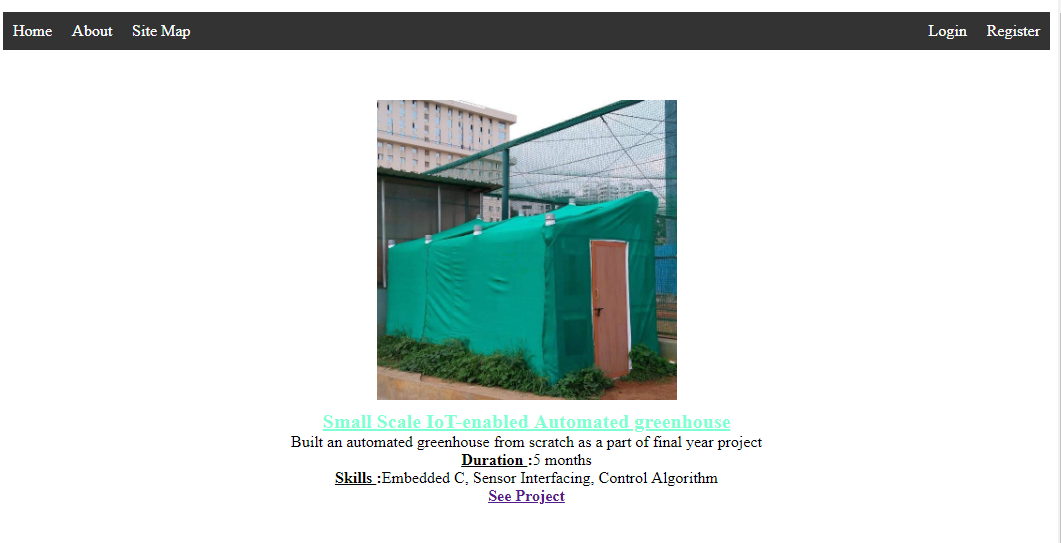 Home About Site Map Login Register
Small Scale IoT-enabled Automated greenhouse
Built an automated greenhouse from scratch as a part of final year project
Duration :5 months
Skills :Embedded C, Sensor Interfacing, Control Algorithm
See Project